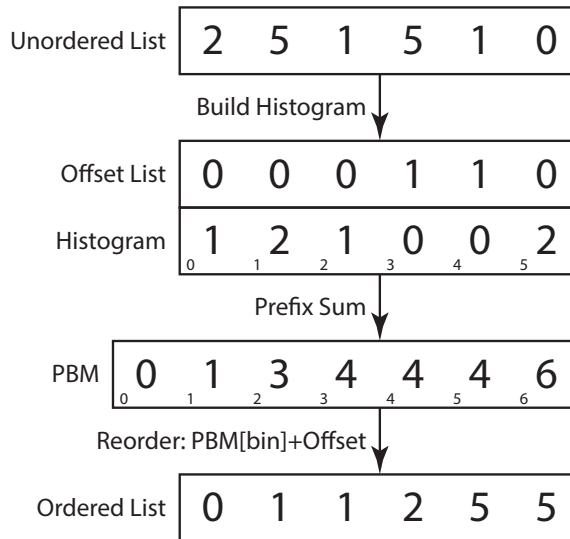 Unordered List 2 5 1 5 1 0
Build Histogram
Offset List 0 0 0 1 1 0
Histogram 1 2 1 0 0 2
0 1 2 3 4 5
Prefix Sum
PBM 0 1 3 4 4 4 6
0 1 2 3 4 5 6
Reorder: PBM[bin]+Offset
Ordered List 0 1 1 2 5 5